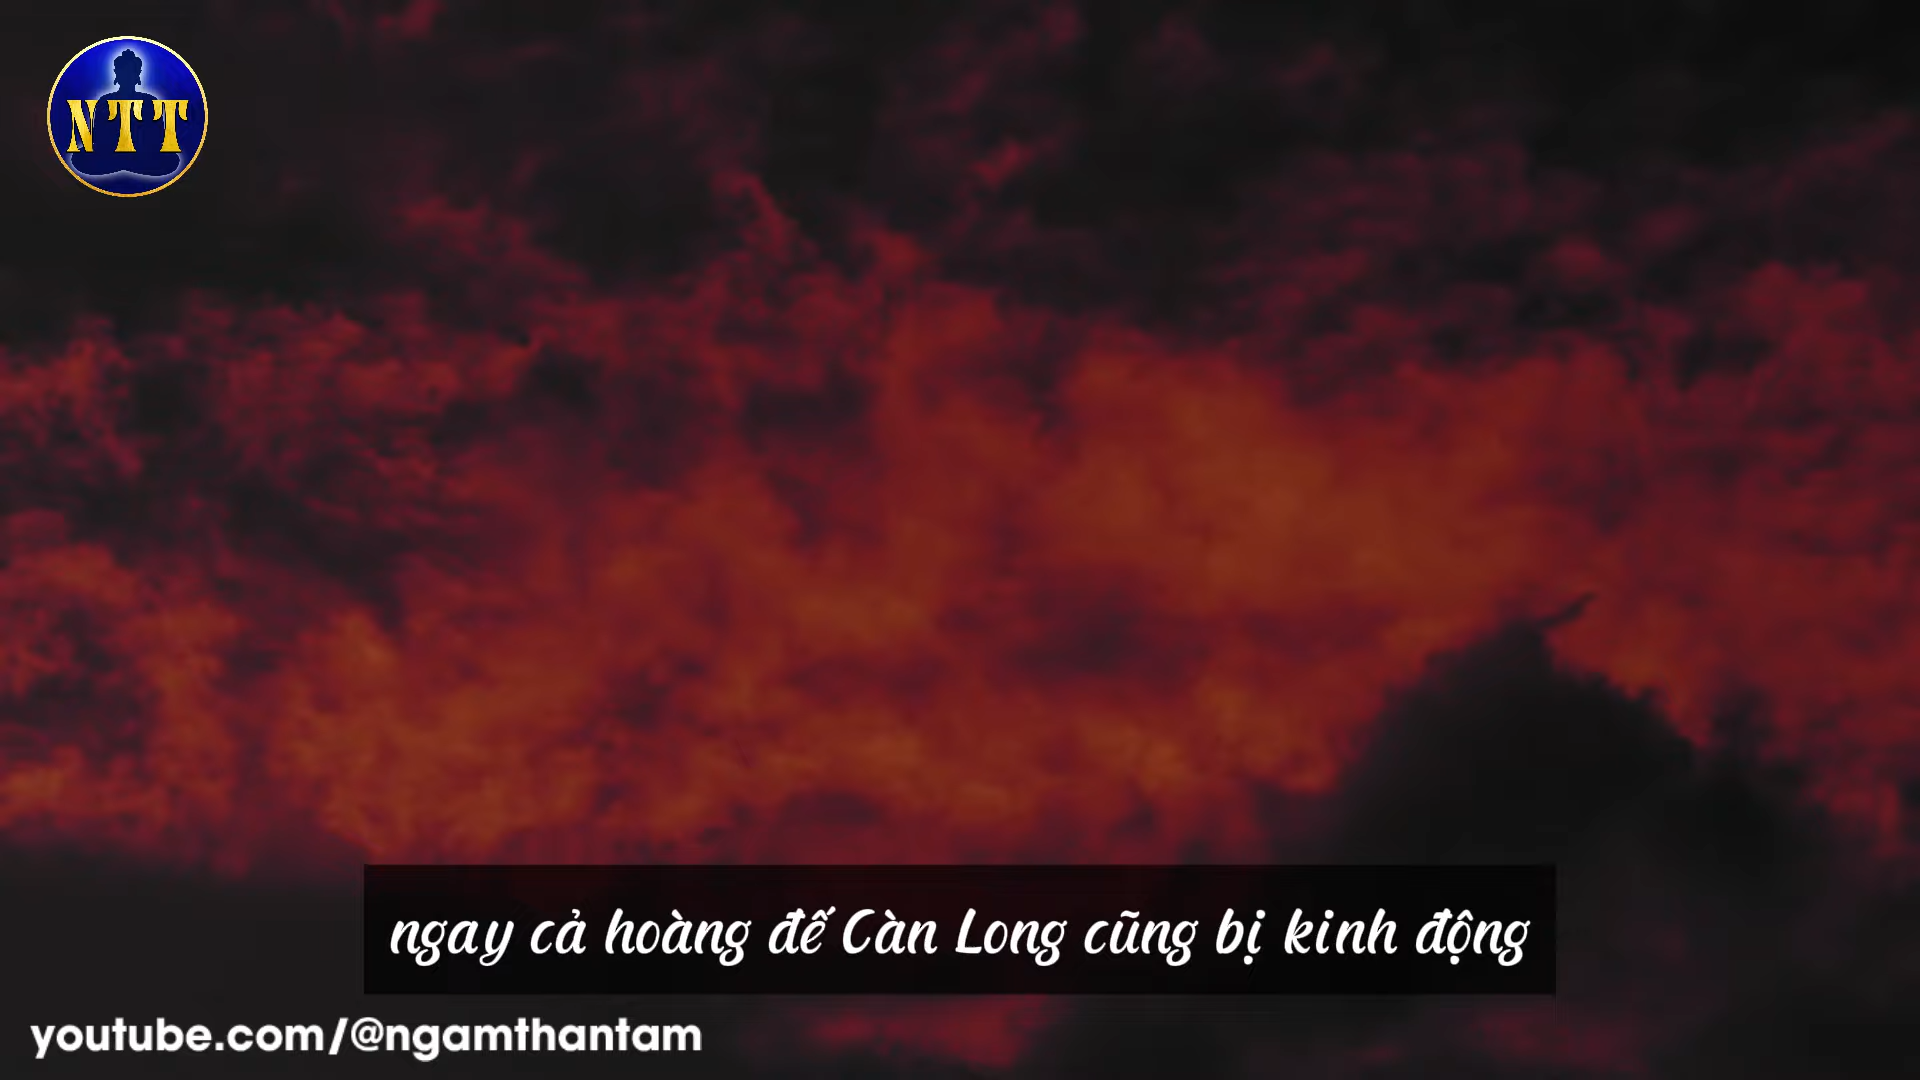 NTT
ngay cả hoàng đế Càn Long cũng bị kinh động
youtube.com/@ngamthantam